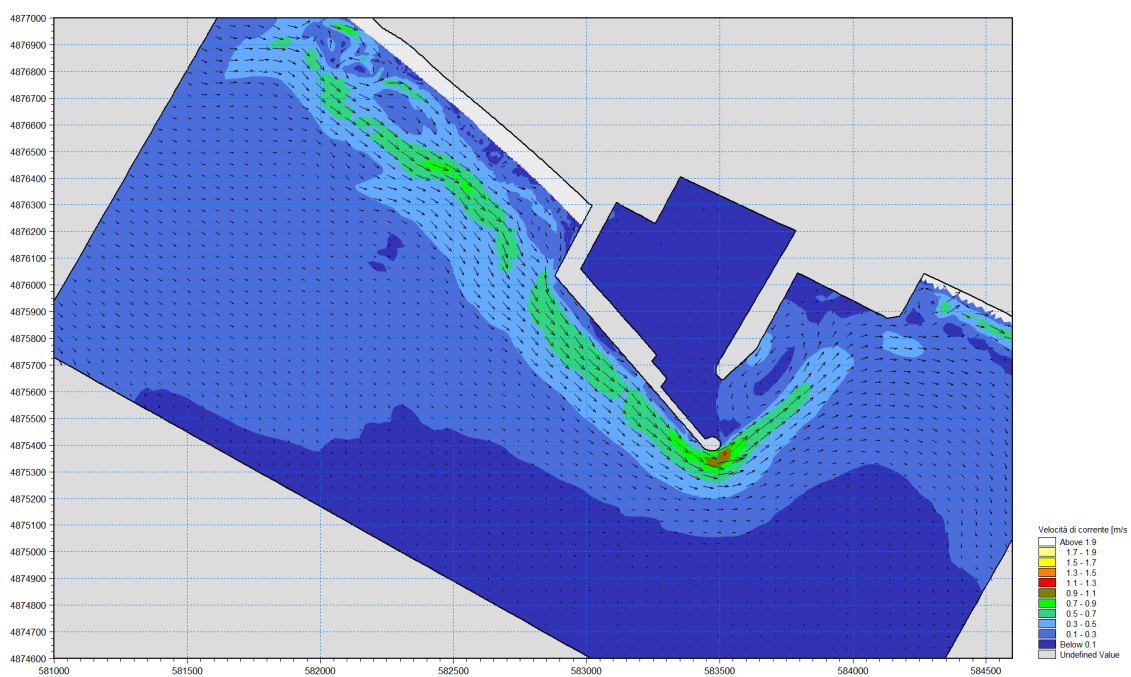 4877000
4876900
4876800
4876700
4876600
4876500
4876400
4876300
4876200
4876100
4876000
4875900
4875800
4875700
4875600
4875500
4875400
4875300
4875200
4875100
4875000
4874900
4874800
4874700
4874600
581000 581500 582000 582500 583000 583500 584000 584500
Velocità di corrente [m/s
Above 1.9
1.7 - 1.9
1.5 - 1.7
1.3 - 1.5
1.1 - 1.3
0.9 - 1.1
0.7 - 0.9
0.5 - 0.7
0.3 - 0.5
0.1 - 0.3
Below 0.1
Undefined Value